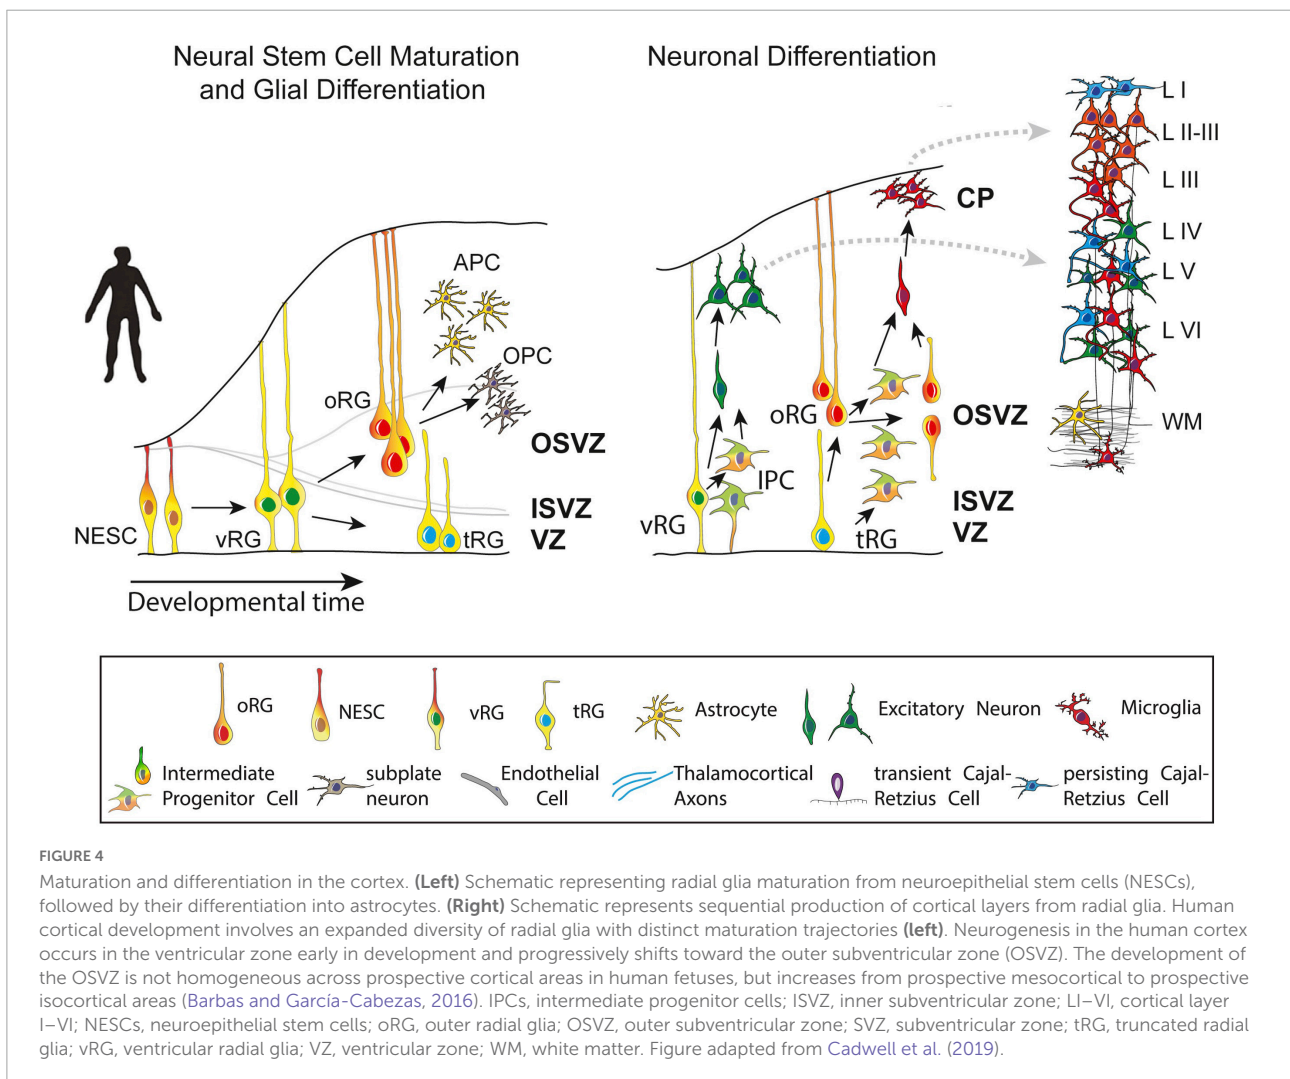 Neural Stem Cell Maturation
and Glial Differentiation
Neuronal Differentiation
L I
L II-III
L III
L IV
L V
L VI
WM
CP
APC
OPC
oRG
OSVZ
ISVZ
VZ
NESC
vRG
tRG
Developmental time
oRG
OSVZ
IPC
ISVZ
VZ
vRG
tRG
oRG
NESC
vRG
tRG
Astrocyte
Excitatory Neuron
Microglia
Intermediate
Progenitor Cell
subplate
neuron
Endothelial
Cell
Thalamocortical
Axons
transient Cajal-
Retzius Cell
persisting Cajal-
Retzius Cell
FIGURE 4
Maturation and differentiation in the cortex. (Left) Schematic representing radial glia maturation from neuroepithelial stem cells (NESCs),
followed by their differentiation into astrocytes. (Right) Schematic represents sequential production of cortical layers from radial glia. Human
cortical development involves an expanded diversity of radial glia with distinct maturation trajectories (left). Neurogenesis in the human cortex
occurs in the ventricular zone early in development and progressively shifts toward the outer subventricular zone (OSVZ). The development of
the OSVZ is not homogeneous across prospective cortical areas in human fetuses, but increases from prospective mesocortical to prospective
isocortical areas (Barbas and García-Cabezas, 2016). IPCs, intermediate progenitor cells; ISVZ, inner subventricular zone; LI–VI, cortical layer
I–VI; NESCs, neuroepithelial stem cells; oRG, outer radial glia; OSVZ, outer subventricular zone; SVZ, subventricular zone; tRG, truncated radial
glia; vRG, ventricular radial glia; VZ, ventricular zone; WM, white matter. Figure adapted from Cadwell et al. (2019).